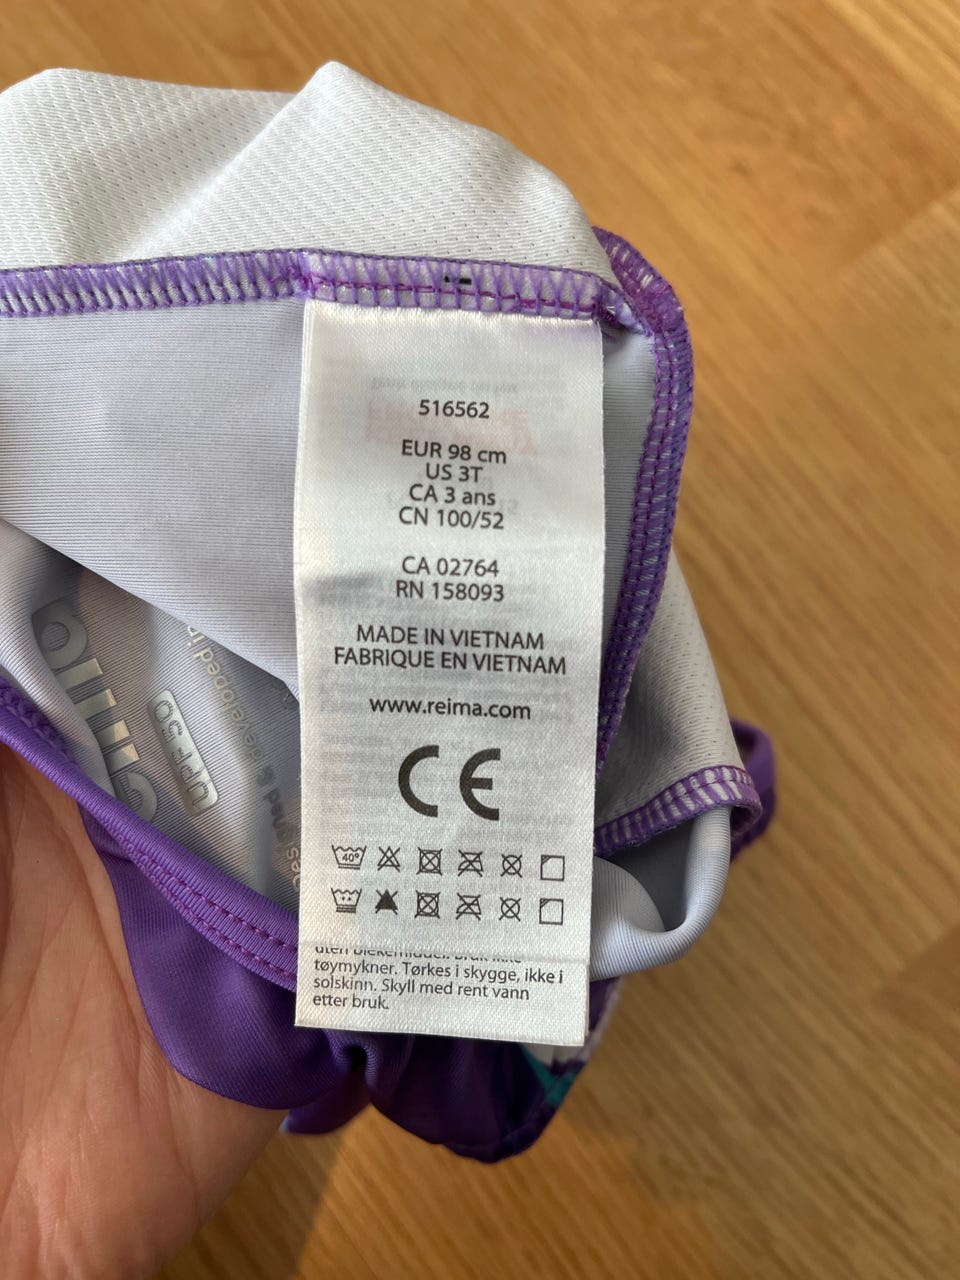 516562
EUR 98 cm
US 3T
CA 3 ans
CN 100/52
CA 02764
RN 158093
MADE IN VIETNAM
FABRIQUE EN VIETNAM
www.reima.com
CE
40°
tøymykner. Tørkes i skygge, ikke i
solskinn. Skyll med rent vann
etter bruk.
UPF 50